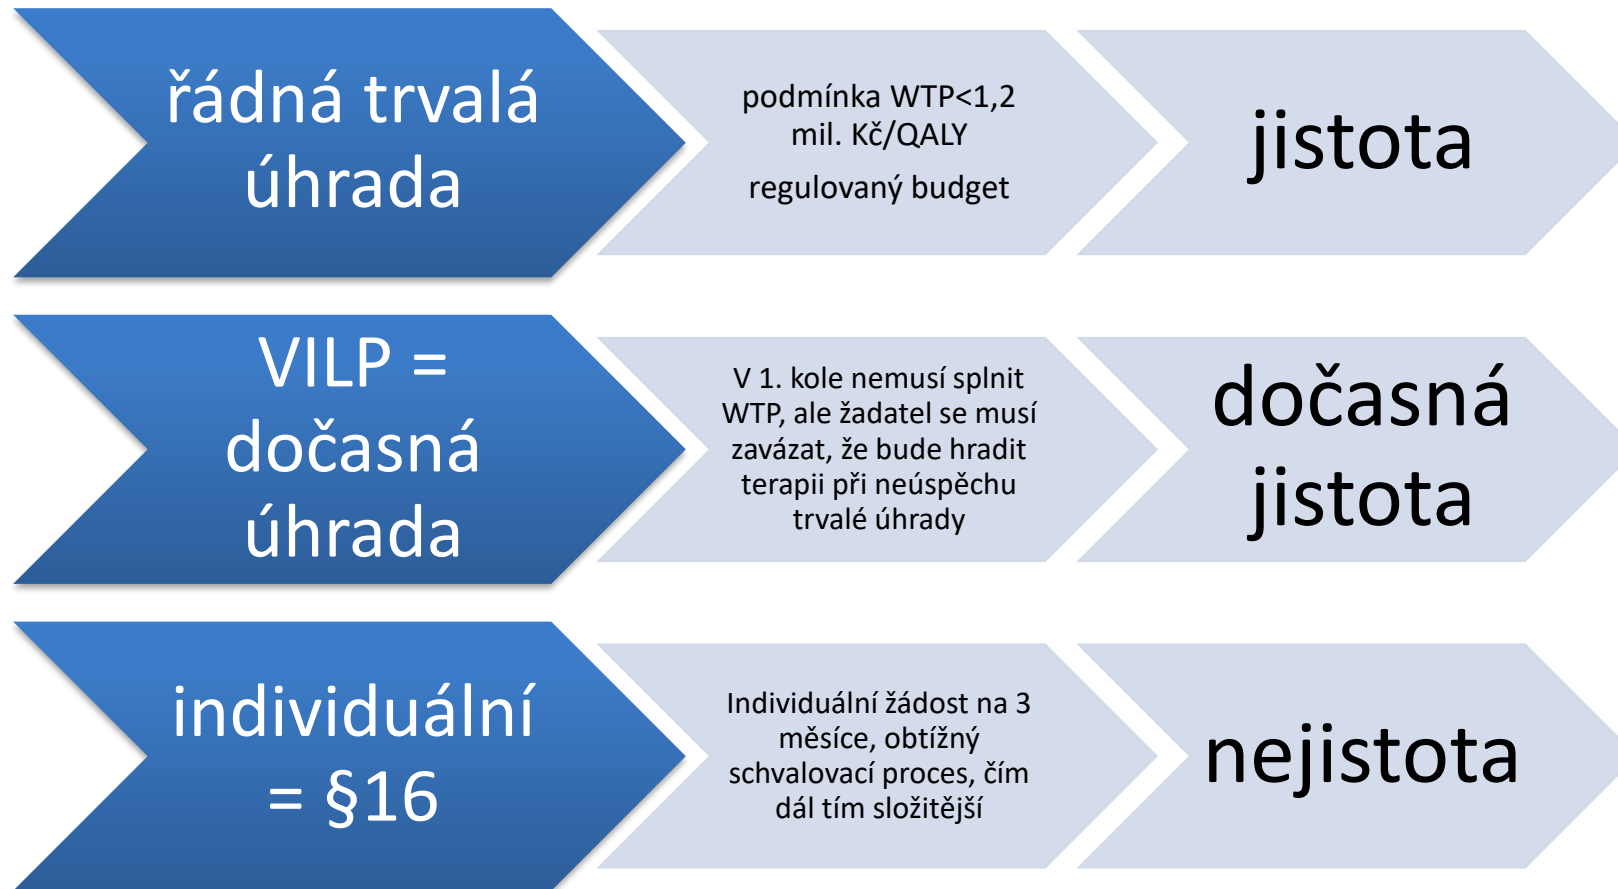 řádná trvalá
úhrada
podmínka WTP<1,2
mil. Kč/QALY
regulovaný budget
jistota
VILP =
dočasná
úhrada
V 1. kole nemusí splnit
WTP, ale žadatel se musí
zavázat, že bude hradit
terapii při neúspěchu
trvalé úhrady
dočasná
jistota
individuální
= §16
Individuální žádost na 3
měsíce, obtížný
schvalovací proces, čím
dál tím složitější
nejistota